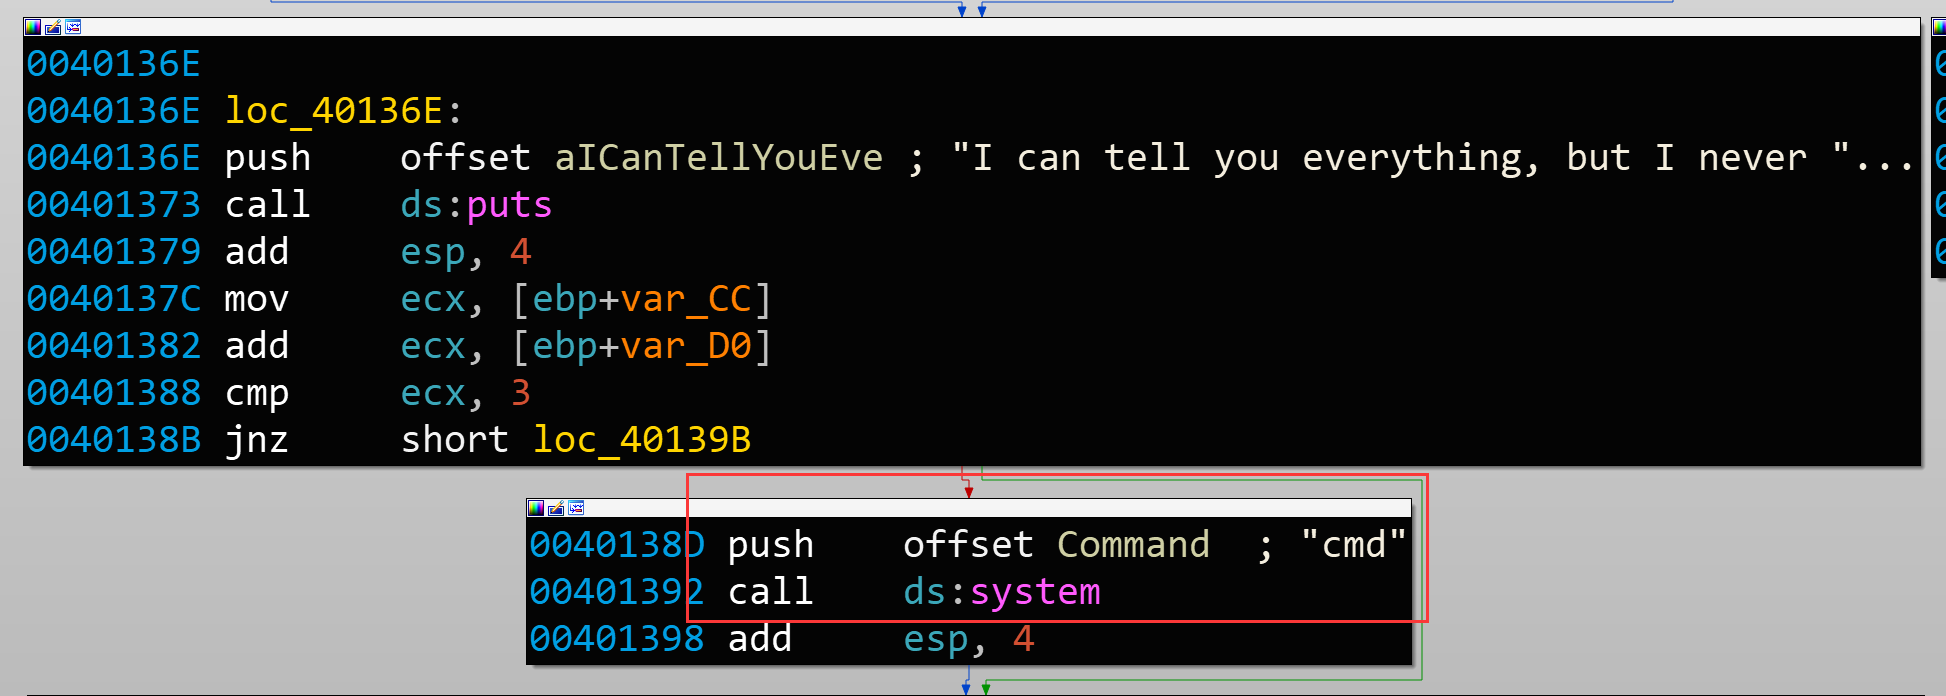 0040136E
0040136E loc_40136E:
0040136E push    offset aICanTellYouEve ; "I can tell you everything, but I never "...
00401373 call    ds:puts
00401379 add     esp, 4
0040137C mov     ecx, [ebp+var_CC]
00401382 add     ecx, [ebp+var_D0]
00401388 cmp     ecx, 3
0040138B jnz     short loc_40139B
0040138D push    offset Command  ; "cmd"
00401392 call    ds:system
00401398 add     esp, 4